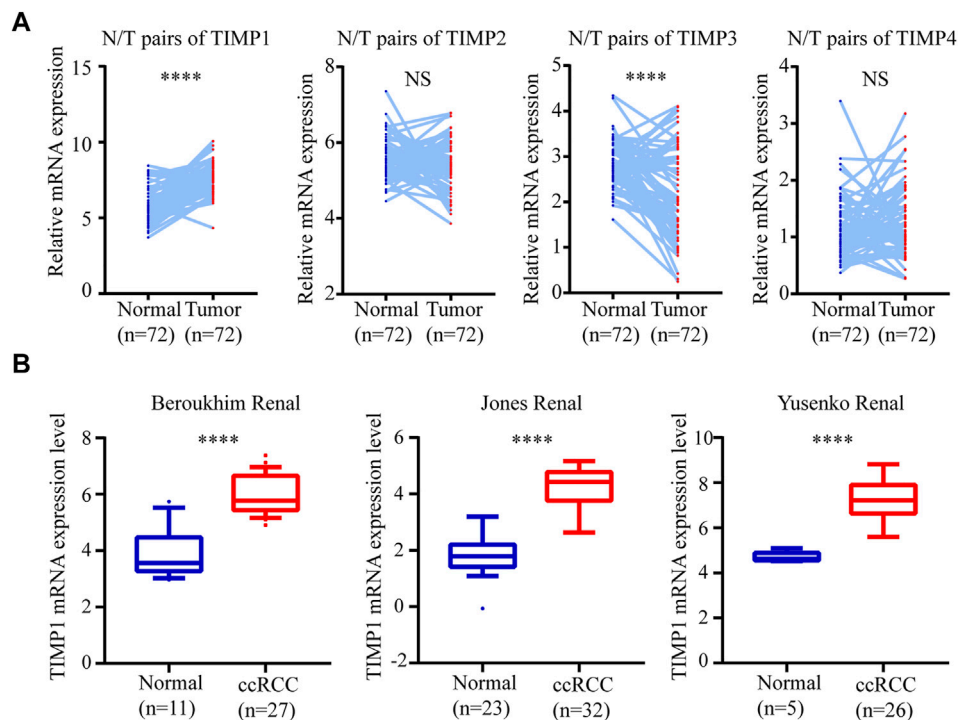 A
N/T pairs of TIMP1
N/T pairs of TIMP2
N/T pairs of TIMP3
N/T pairs of TIMP4
Relative mRNA expression
15
10
5
0
****
Normal Tumor
(n=72) (n=72)
Relative mRNA expression
8
6
4
2
NS
Normal Tumor
(n=72) (n=72)
Relative mRNA expression
5
4
3
2
1
0
****
Normal Tumor
(n=72) (n=72)
Relative mRNA expression
4
3
2
1
0
NS
Normal Tumor
(n=72) (n=72)
B
Beroukhim Renal
Jones Renal
Yusenko Renal
TIMP1 mRNA expression level
8
6
4
2
0
****
Normal ccRCC
(n=11) (n=27)
TIMP1 mRNA expression level
6
4
2
0
-2
****
Normal ccRCC
(n=23) (n=32)
TIMP1 mRNA expression level
10
8
6
4
2
0
****
Normal ccRCC
(n=5) (n=26)